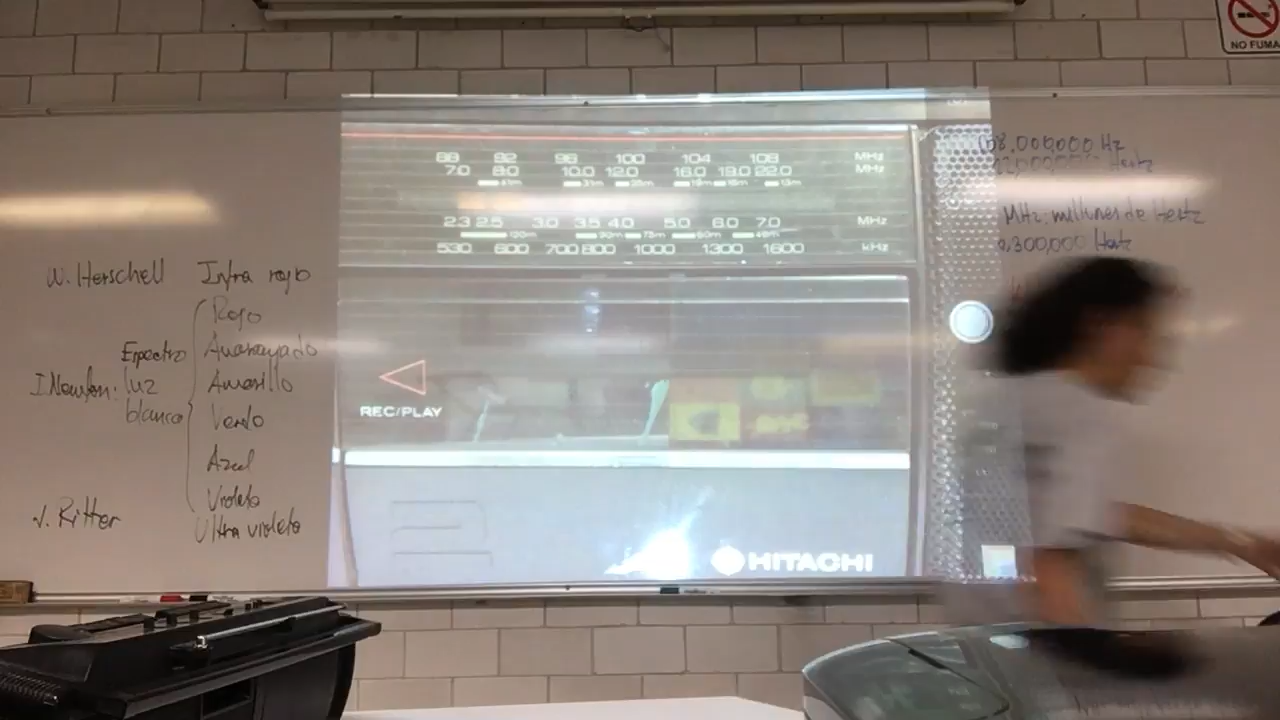 NO FUMA
88 92 96 100 104 108 MHz
7.0 8.0 10.0 12.0 16.0 19.0 22.0 MHz
2.3 2.5 3.0 3.5 4.0 5.0 6.0 7.0 MHz
530 600 700 800 1000 1300 1600 kHz
REC/PLAY
HITACHI
W. Herschell Infra rojo
Rojo
Espectro Anaranjado
I. Newton: luz Amarillo
blanca Verde
Azul
Violeta
J. Ritter Ultra violeta
108,000,000 Hz
Hertz
MHz: millones de Hertz
300,000 Hertz